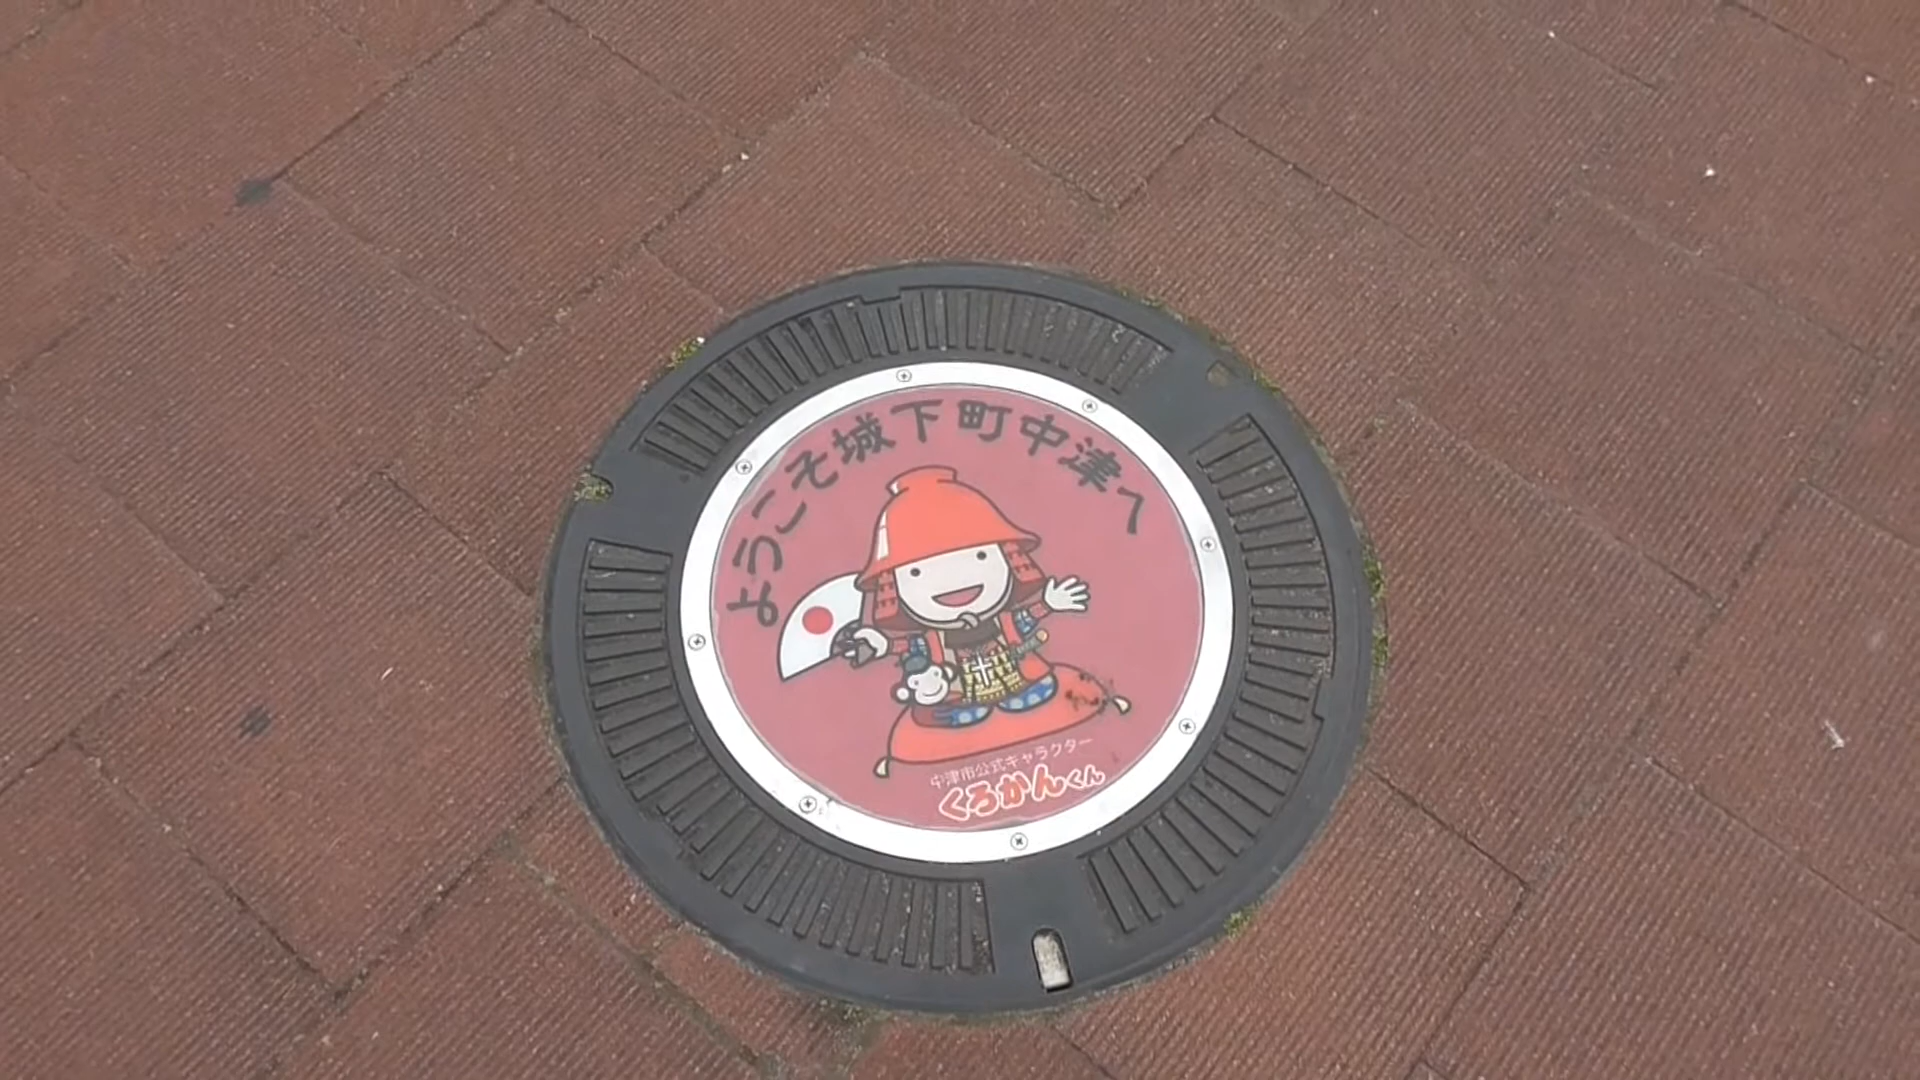 ようこそ城下町中津へ
中津市公式キャラクター
くろかんくん